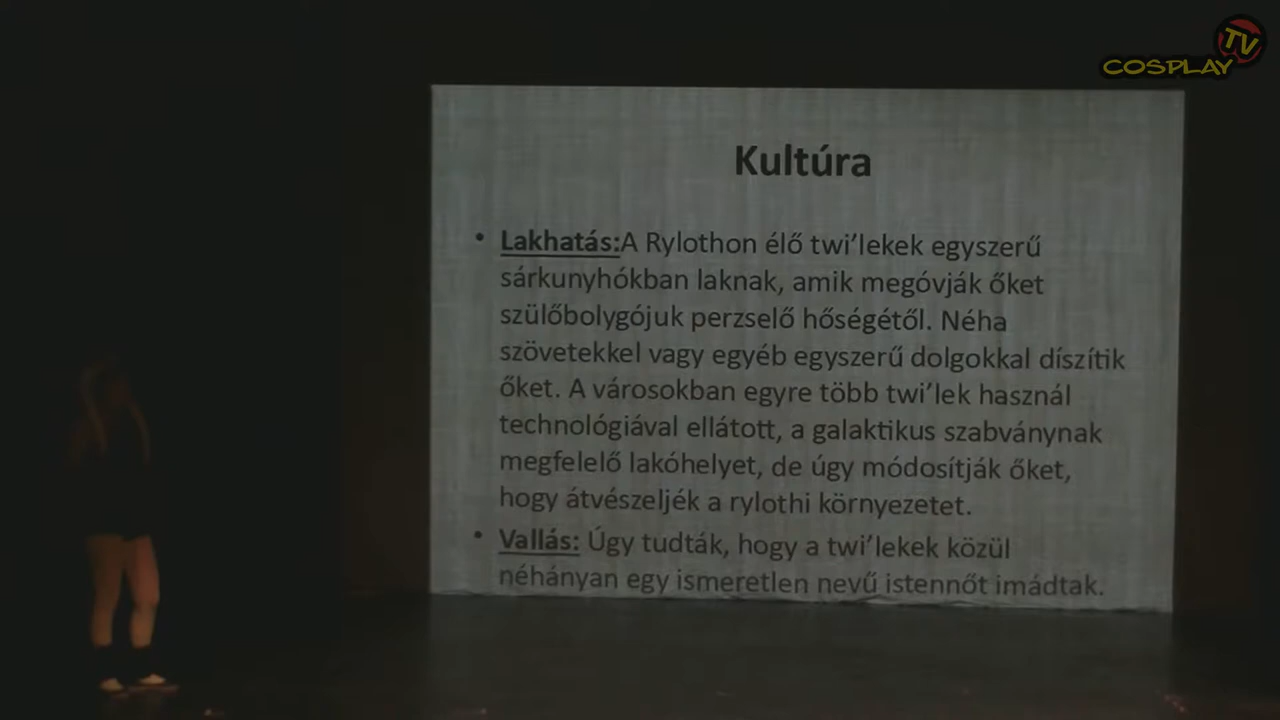 TV
COSPLAY
Kultúra
• Lakhatás:A Rylothon élő twi’lekek egyszerű
sárkunyhókban laknak, amik megóvják őket
szülőbolygójuk perzselő hőségétől. Néha
szövetekkel vagy egyéb egyszerű dolgokkal díszítik
őket. A városokban egyre több twi’lek használ
technológiával ellátott, a galaktikus szabványnak
megfelelő lakóhelyet, de úgy módosítják őket,
hogy átvészeljék a rylothi környezetet.
• Vallás: Úgy tudták, hogy a twi’lekek közül
néhányan egy ismeretlen nevű istennőt imádtak.